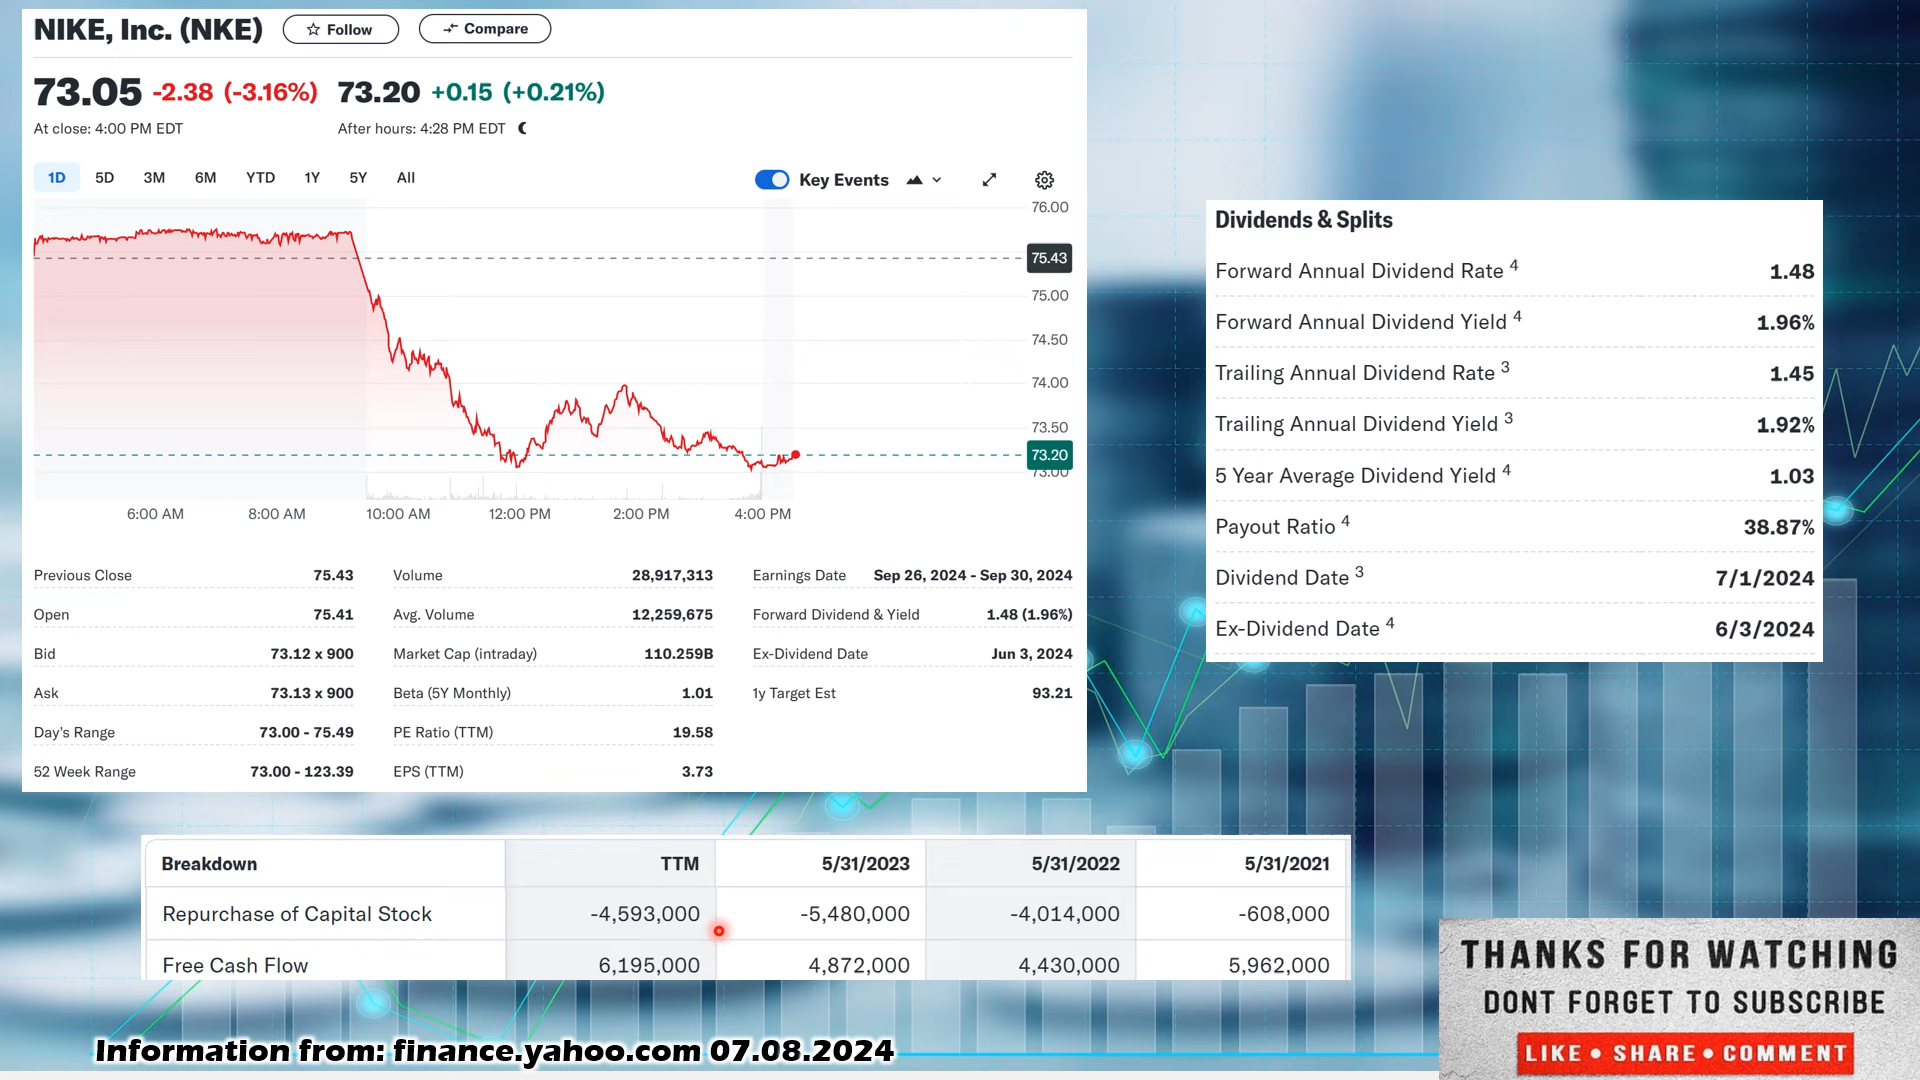 NIKE, Inc. (NKE) Follow Compare
73.05 -2.38 (-3.16%) 73.20 +0.15 (+0.21%)
At close: 4:00 PM EDT After hours: 4:28 PM EDT
1D 5D 3M 6M YTD 1Y 5Y All Key Events
76.00
75.43
75.00
74.50
74.00
73.50
73.20
73.00
6:00 AM 8:00 AM 10:00 AM 12:00 PM 2:00 PM 4:00 PM
Previous Close 75.43 Volume 28,917,313 Earnings Date Sep 26, 2024 - Sep 30, 2024
Open 75.41 Avg. Volume 12,259,675 Forward Dividend & Yield 1.48 (1.96%)
Bid 73.12 x 900 Market Cap (intraday) 110.259B Ex-Dividend Date Jun 3, 2024
Ask 73.13 x 900 Beta (5Y Monthly) 1.01 1y Target Est 93.21
Day's Range 73.00 - 75.49 PE Ratio (TTM) 19.58
52 Week Range 73.00 - 123.39 EPS (TTM) 3.73
Dividends & Splits
Forward Annual Dividend Rate 4 1.48
Forward Annual Dividend Yield 4 1.96%
Trailing Annual Dividend Rate 3 1.45
Trailing Annual Dividend Yield 3 1.92%
5 Year Average Dividend Yield 4 1.03
Payout Ratio 4 38.87%
Dividend Date 3 7/1/2024
Ex-Dividend Date 4 6/3/2024
Breakdown TTM 5/31/2023 5/31/2022 5/31/2021
Repurchase of Capital Stock -4,593,000 -5,480,000 -4,014,000 -608,000
Free Cash Flow 6,195,000 4,872,000 4,430,000 5,962,000
Information from: finance.yahoo.com 07.08.2024
THANKS FOR WATCHING
DONT FORGET TO SUBSCRIBE
LIKE • SHARE • COMMENT